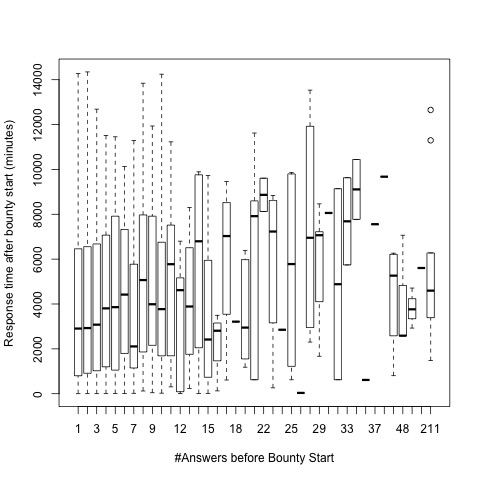 Response time after bounty start (minutes)
14000
12000
10000
8000
6000
4000
2000
0
1 3 5 7 9 12 15 18 22 25 29 33 37 48 211
#Answers before Bounty Start